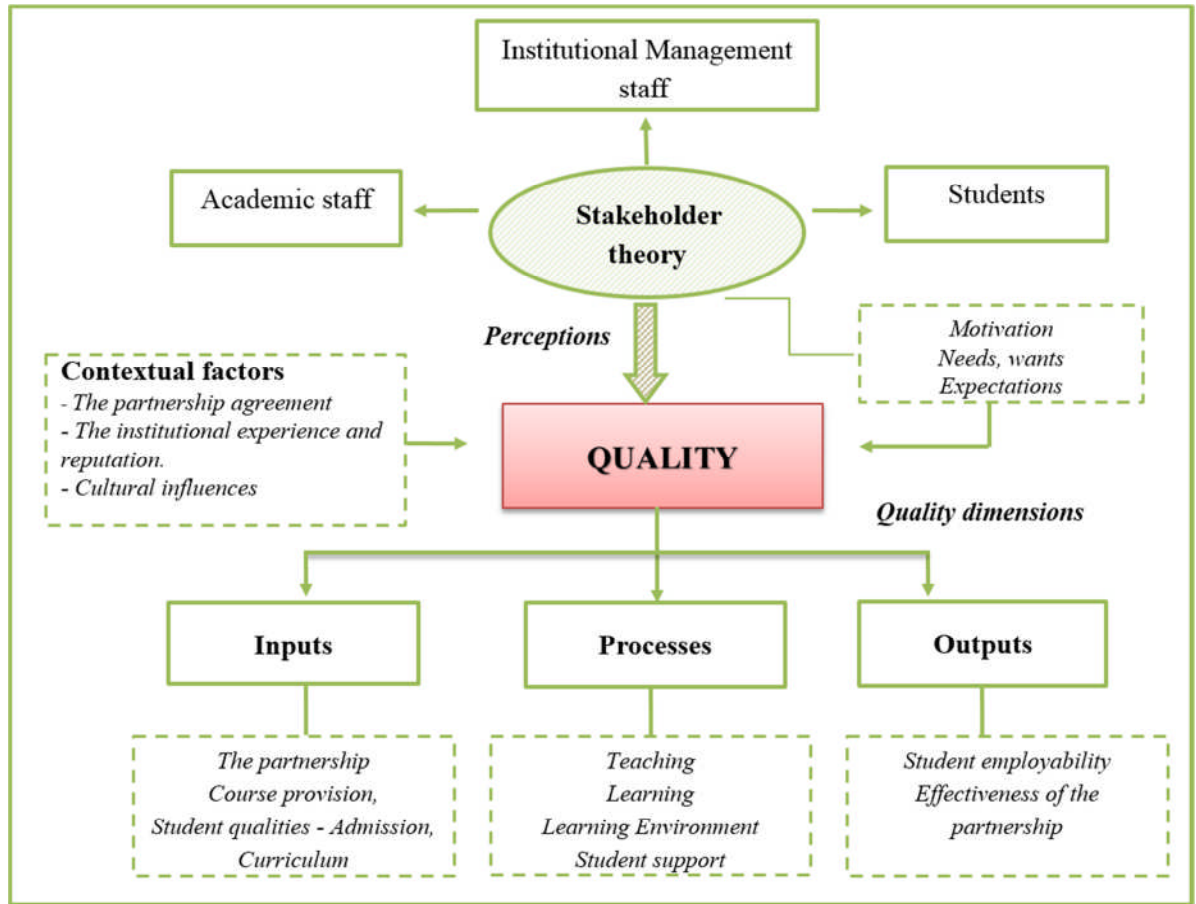 Institutional Management
staff
Academic staff
Stakeholder
theory
Students
Perceptions
Motivation
Needs, wants
Expectations
Contextual factors
- The partnership agreement
- The institutional experience and
reputation.
- Cultural influences
QUALITY
Quality dimensions
Inputs
Processes
Outputs
The partnership
Course provision,
Student qualities - Admission,
Curriculum
Teaching
Learning
Learning Environment
Student support
Student employability
Effectiveness of the
partnership